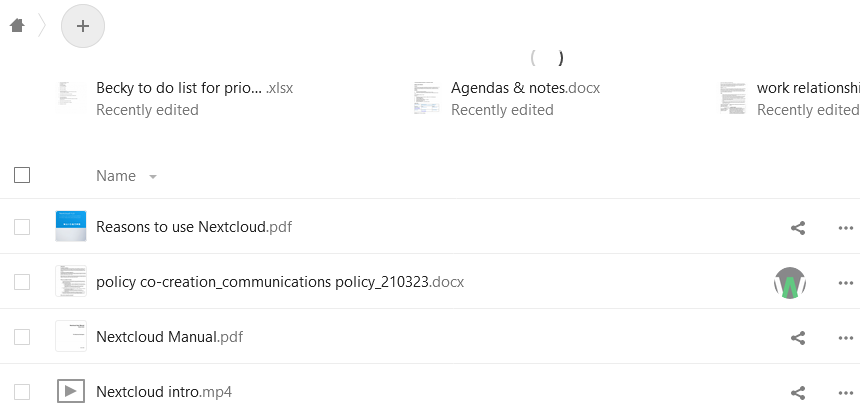 Becky to do list for prio... .xlsx
Recently edited
Agendas & notes.docx
Recently edited
work relationshi
Recently edited
Name
Reasons to use Nextcloud.pdf
policy co-creation_communications policy_210323.docx
Nextcloud Manual.pdf
Nextcloud intro.mp4